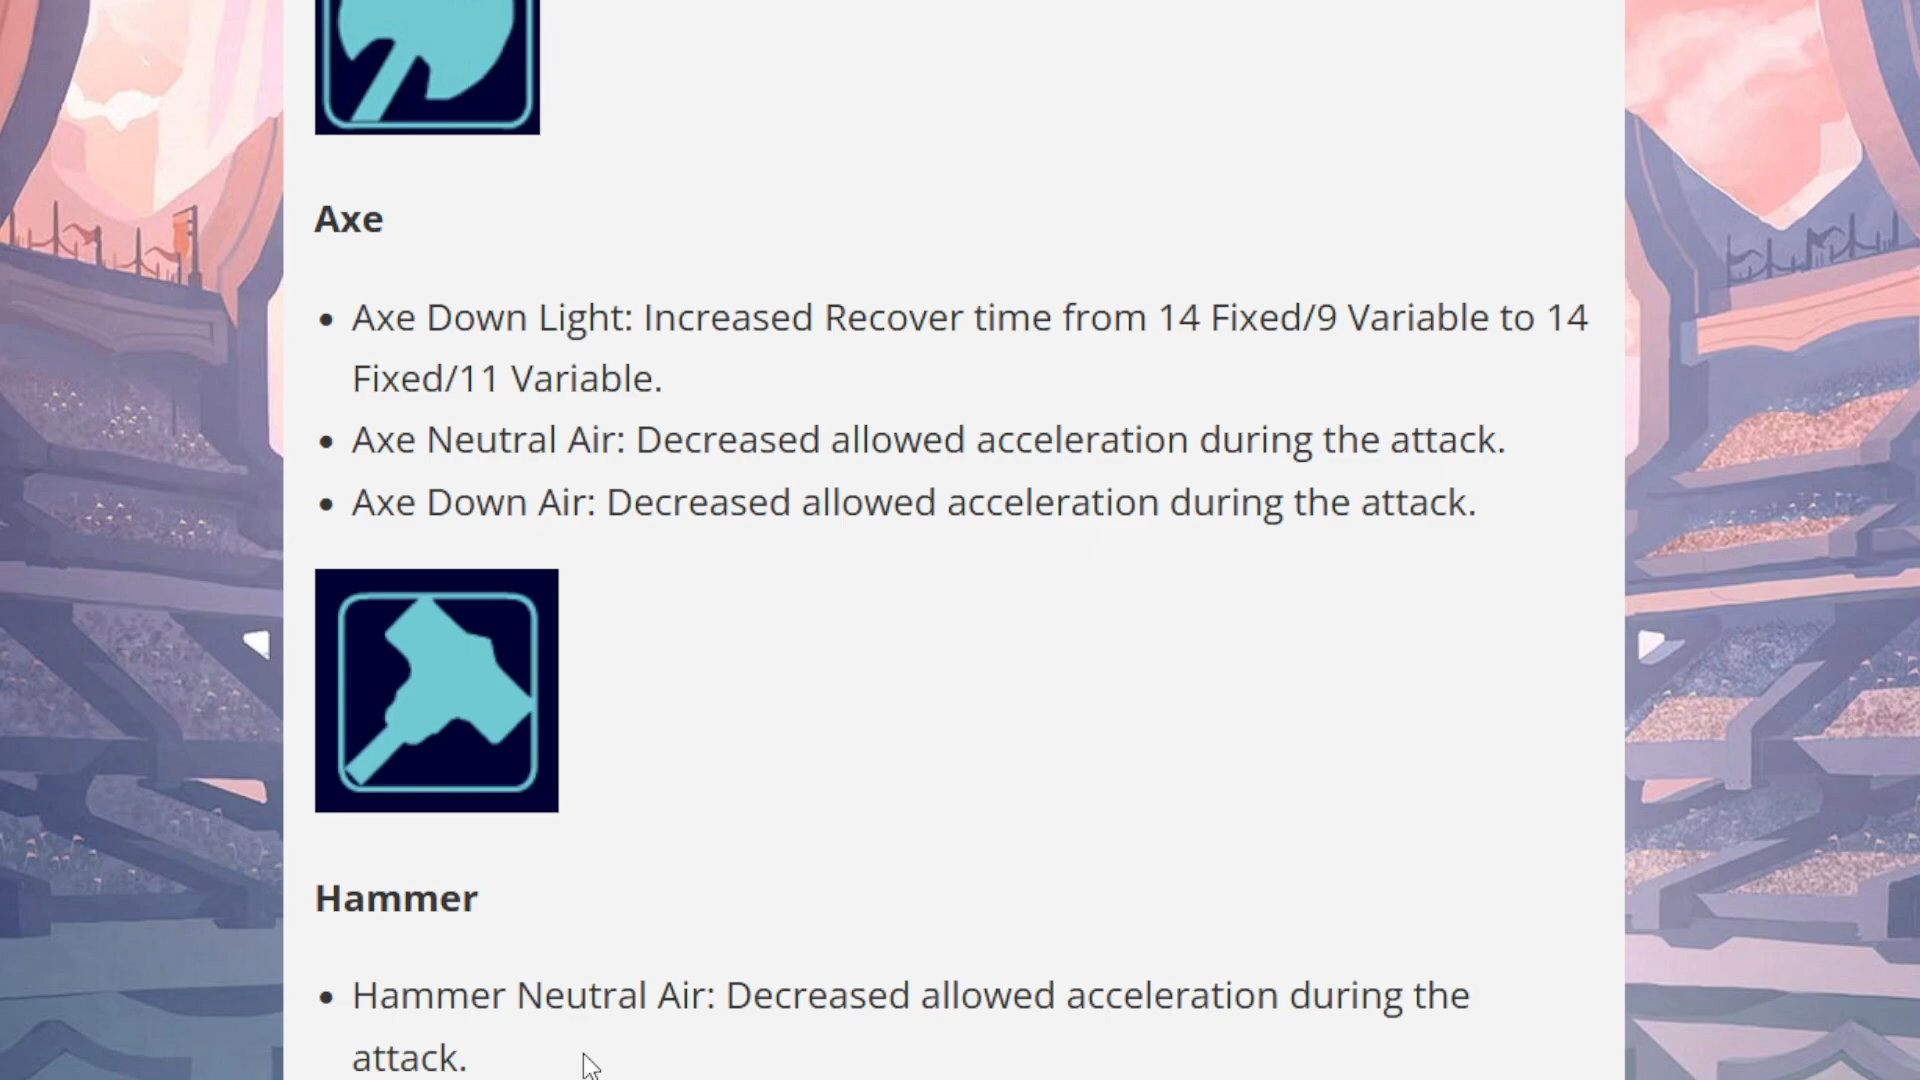 Axe
Axe Down Light: Increased Recover time from 14 Fixed/9 Variable to 14
Fixed/11 Variable.
Axe Neutral Air: Decreased allowed acceleration during the attack.
Axe Down Air: Decreased allowed acceleration during the attack.
Hammer
Hammer Neutral Air: Decreased allowed acceleration during the
attack.